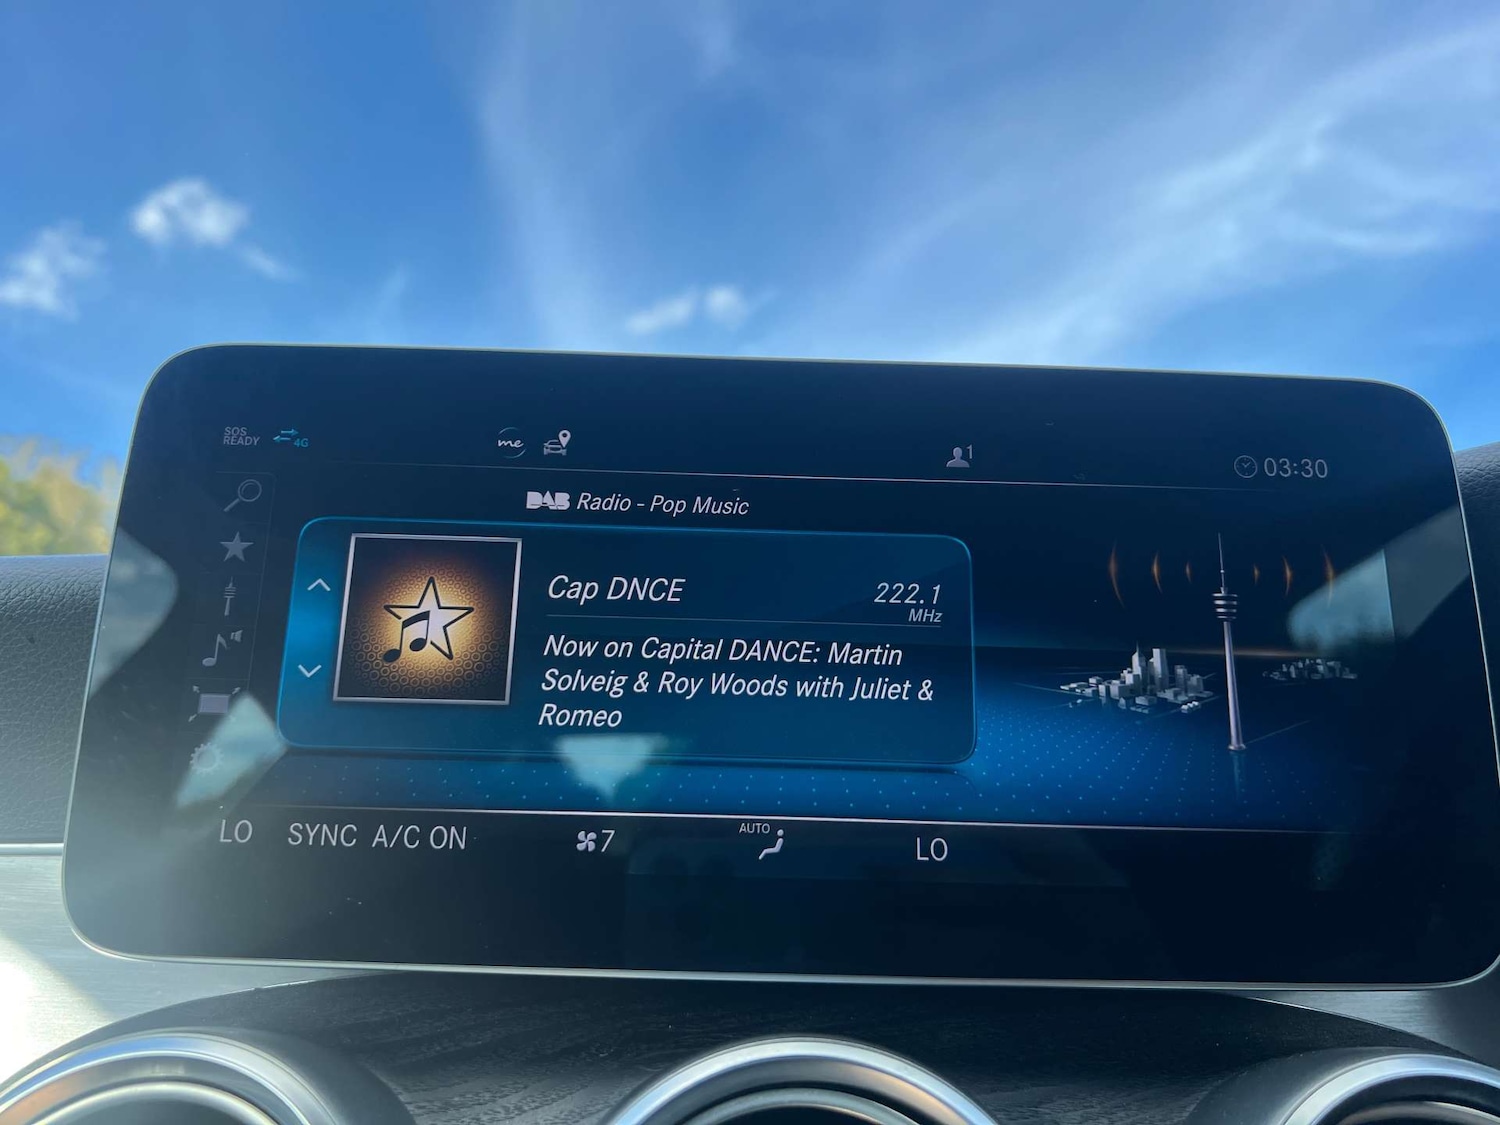 SOS
READY
4G
me
1
03:30
DAB Radio - Pop Music
Cap DNCE
222.1
MHz
Now on Capital DANCE: Martin
Solveig & Roy Woods with Juliet &
Romeo
LO
SYNC A/C ON
7
AUTO
LO